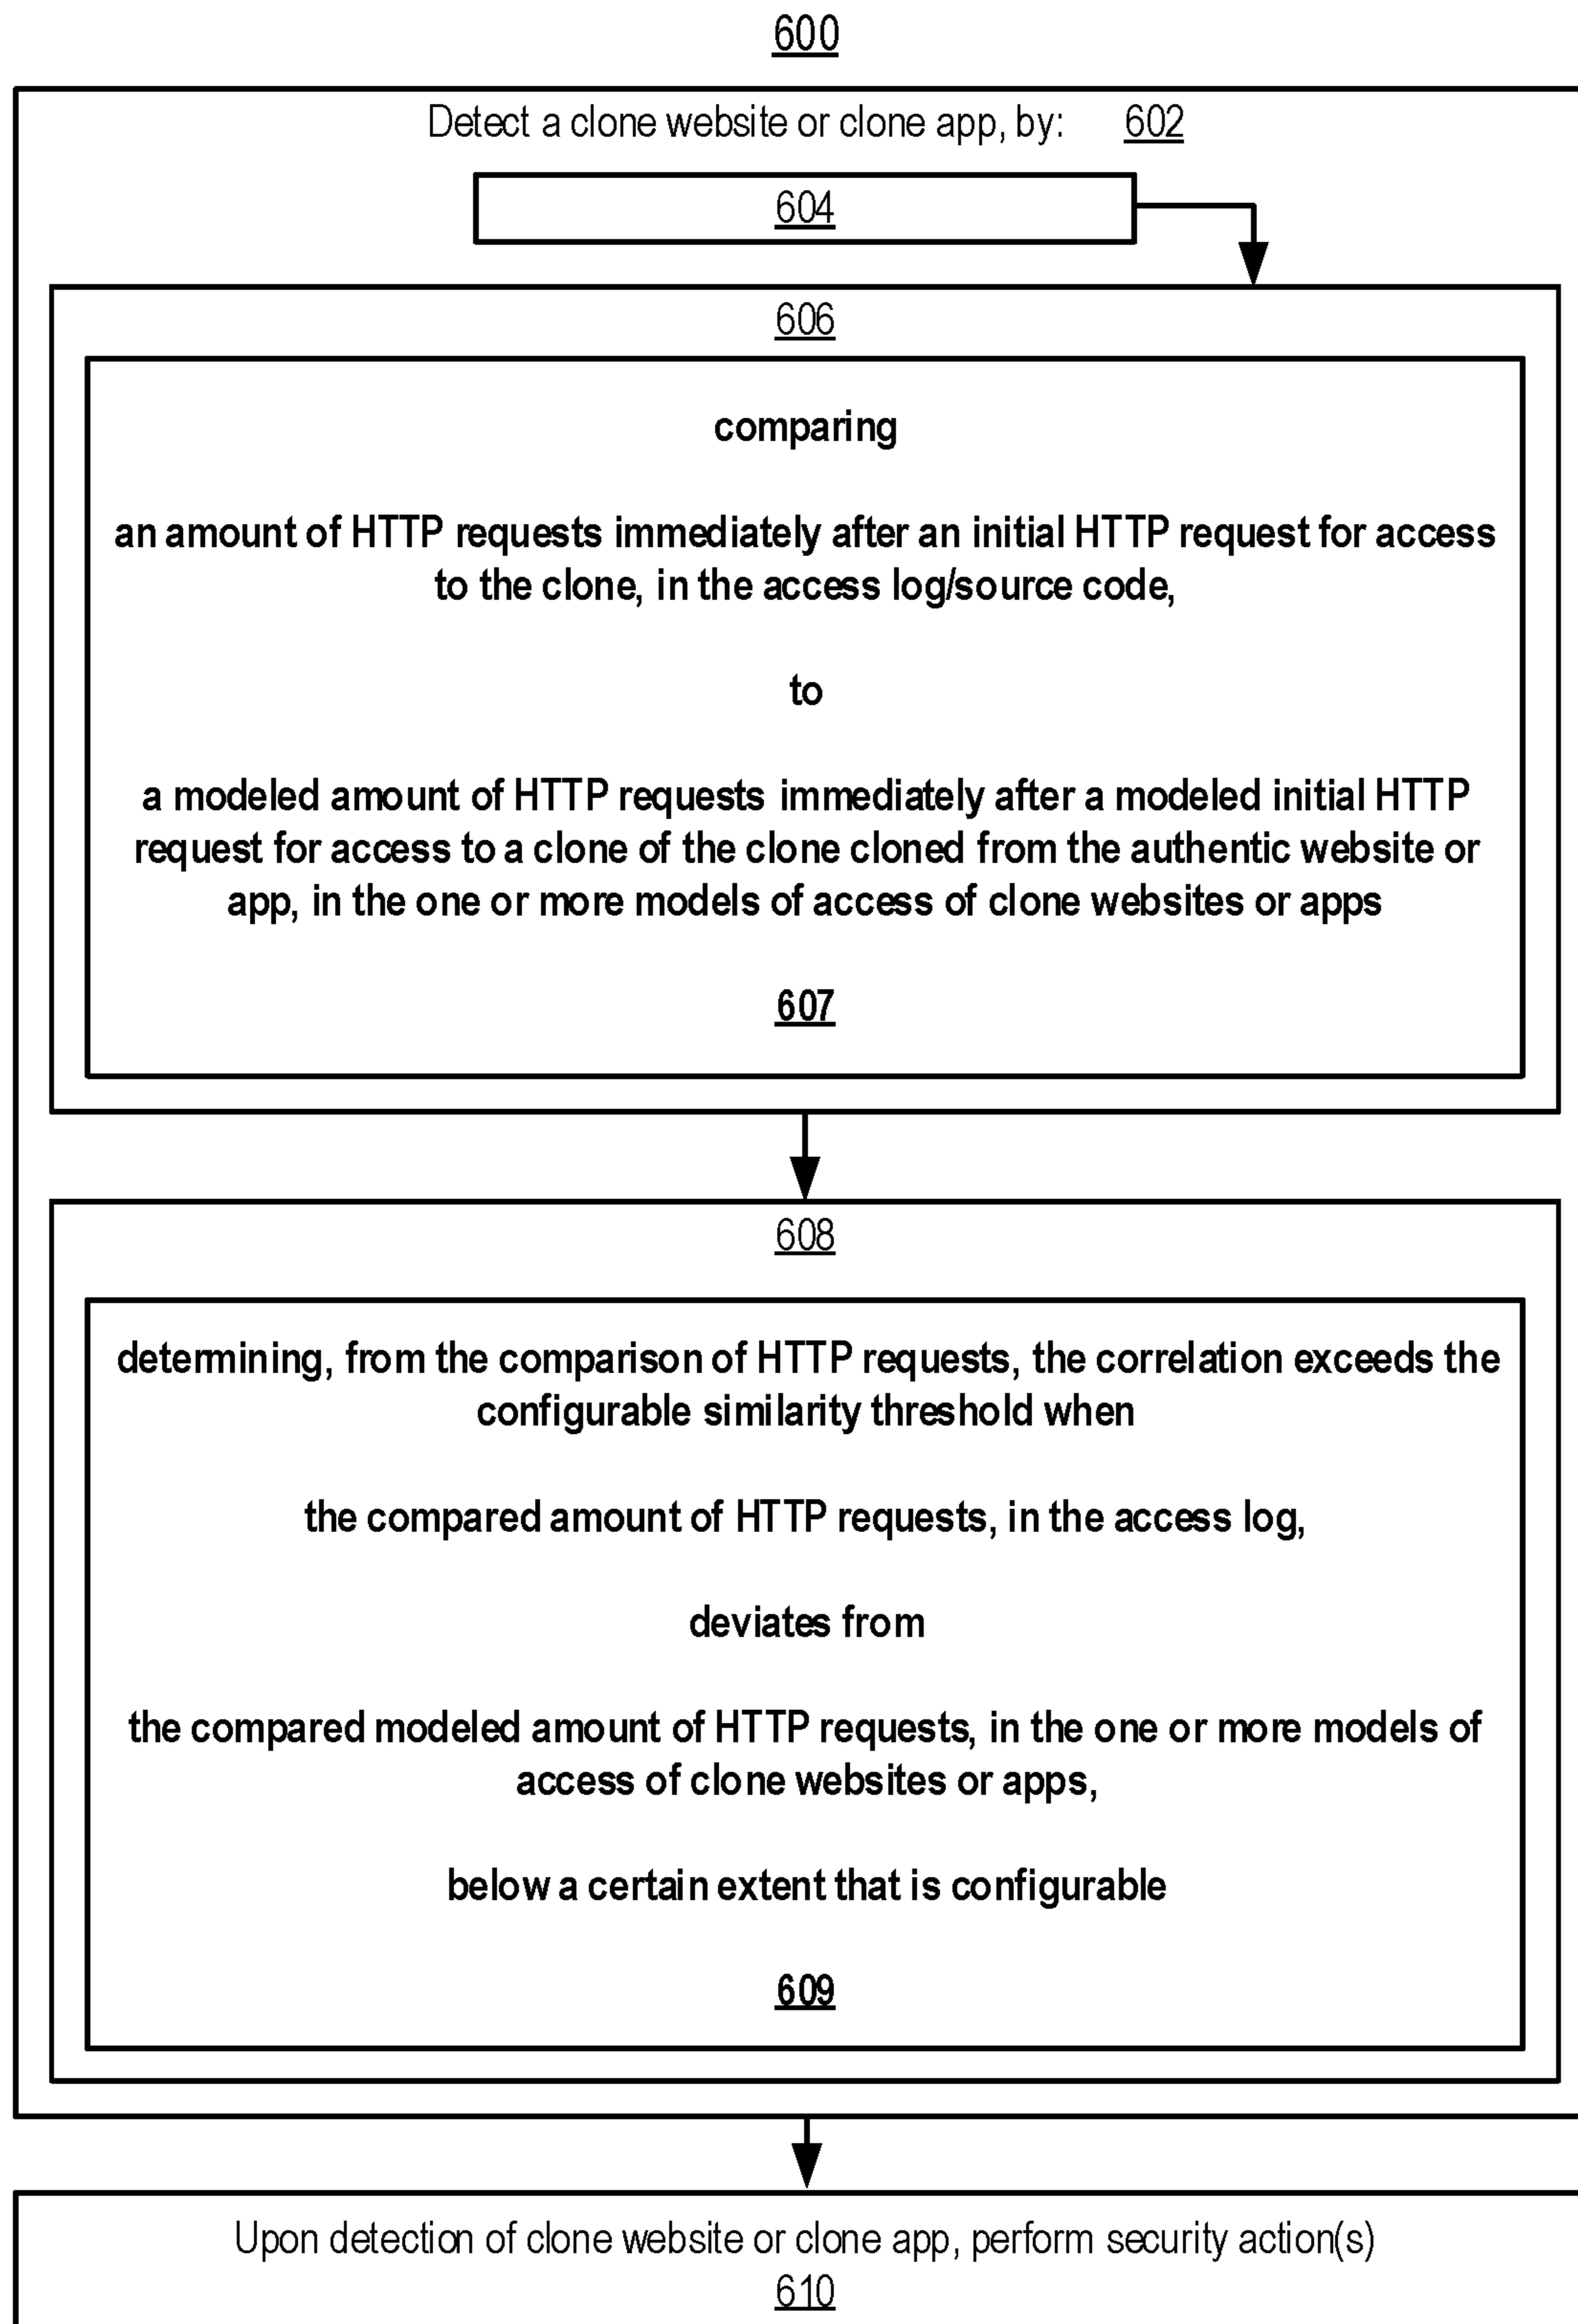 600
Detect a clone website or clone app, by: 602
604
606
comparing
an amount of HTTP requests immediately after an initial HTTP request for access
to the clone, in the access log/source code,
to
a modeled amount of HTTP requests immediately after a modeled initial HTTP
request for access to a clone of the clone cloned from the authentic website or
app, in the one or more models of access of clone websites or apps
607
608
determining, from the comparison of HTTP requests, the correlation exceeds the
configurable similarity threshold when
the compared amount of HTTP requests, in the access log,
deviates from
the compared modeled amount of HTTP requests, in the one or more models of
access of clone websites or apps,
below a certain extent that is configurable
609
Upon detection of clone website or clone app, perform security action(s)
610